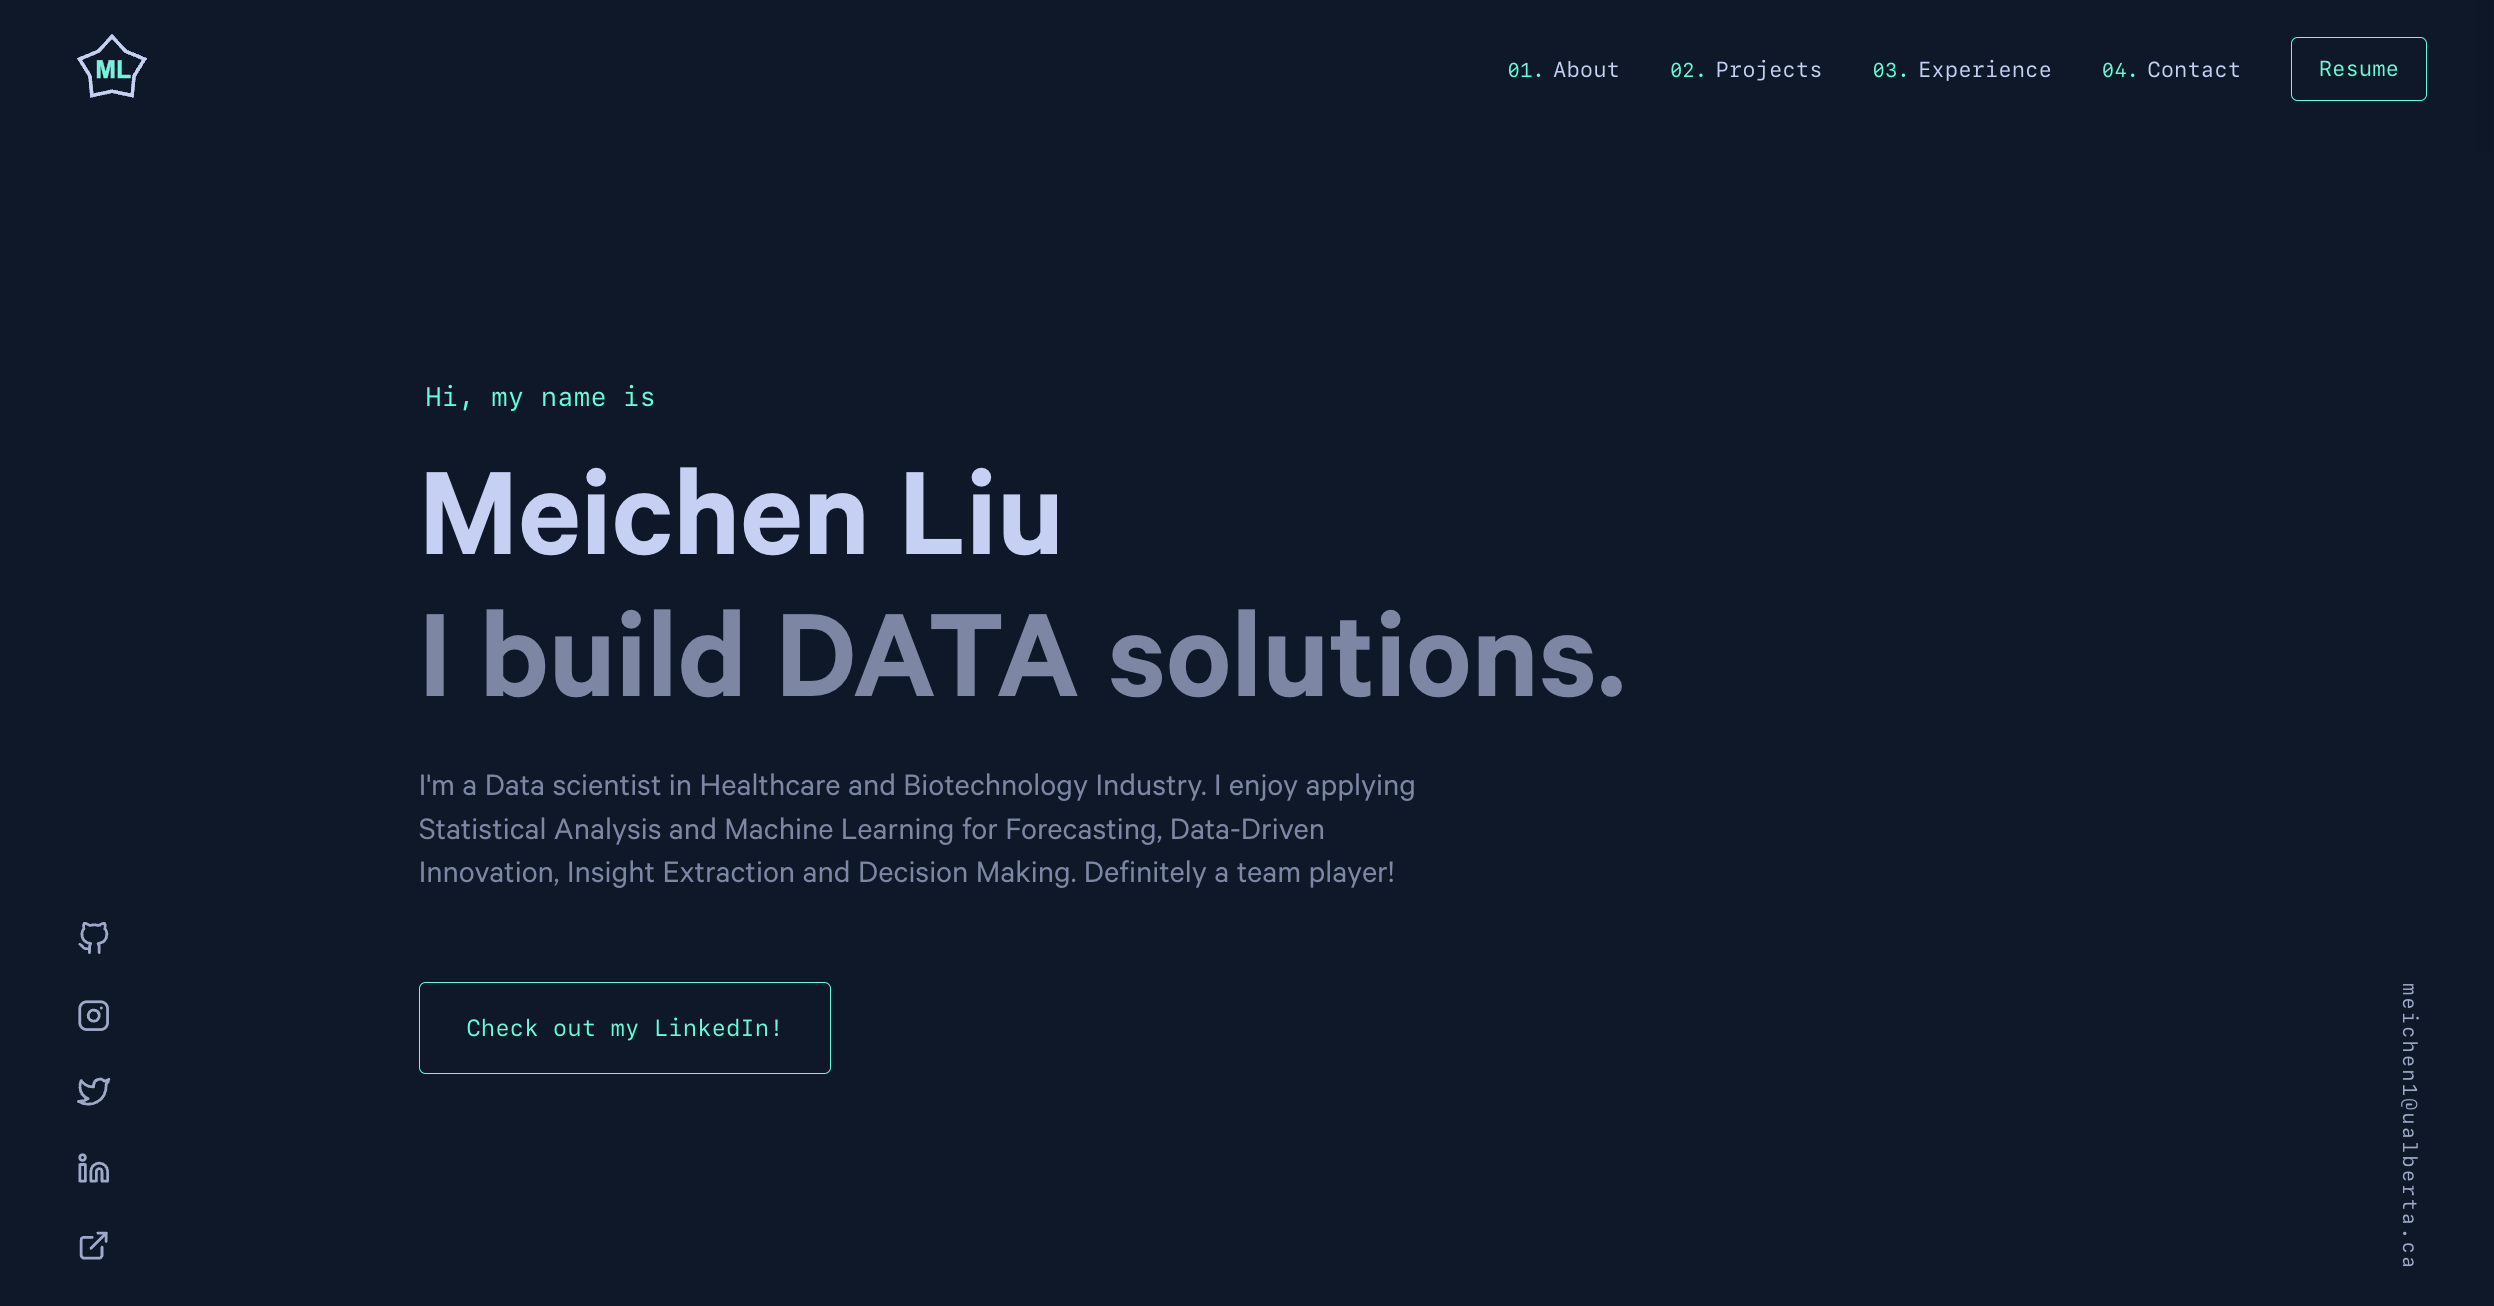 ML
01. About
02. Projects
03. Experience
04. Contact
Resume
Hi, my name is
Meichen Liu
I build DATA solutions.
I'm a Data scientist in Healthcare and Biotechnology Industry. I enjoy applying
Statistical Analysis and Machine Learning for Forecasting, Data-Driven
Innovation, Insight Extraction and Decision Making. Definitely a team player!
Check out my LinkedIn!
in
meichen1@ualberta.ca